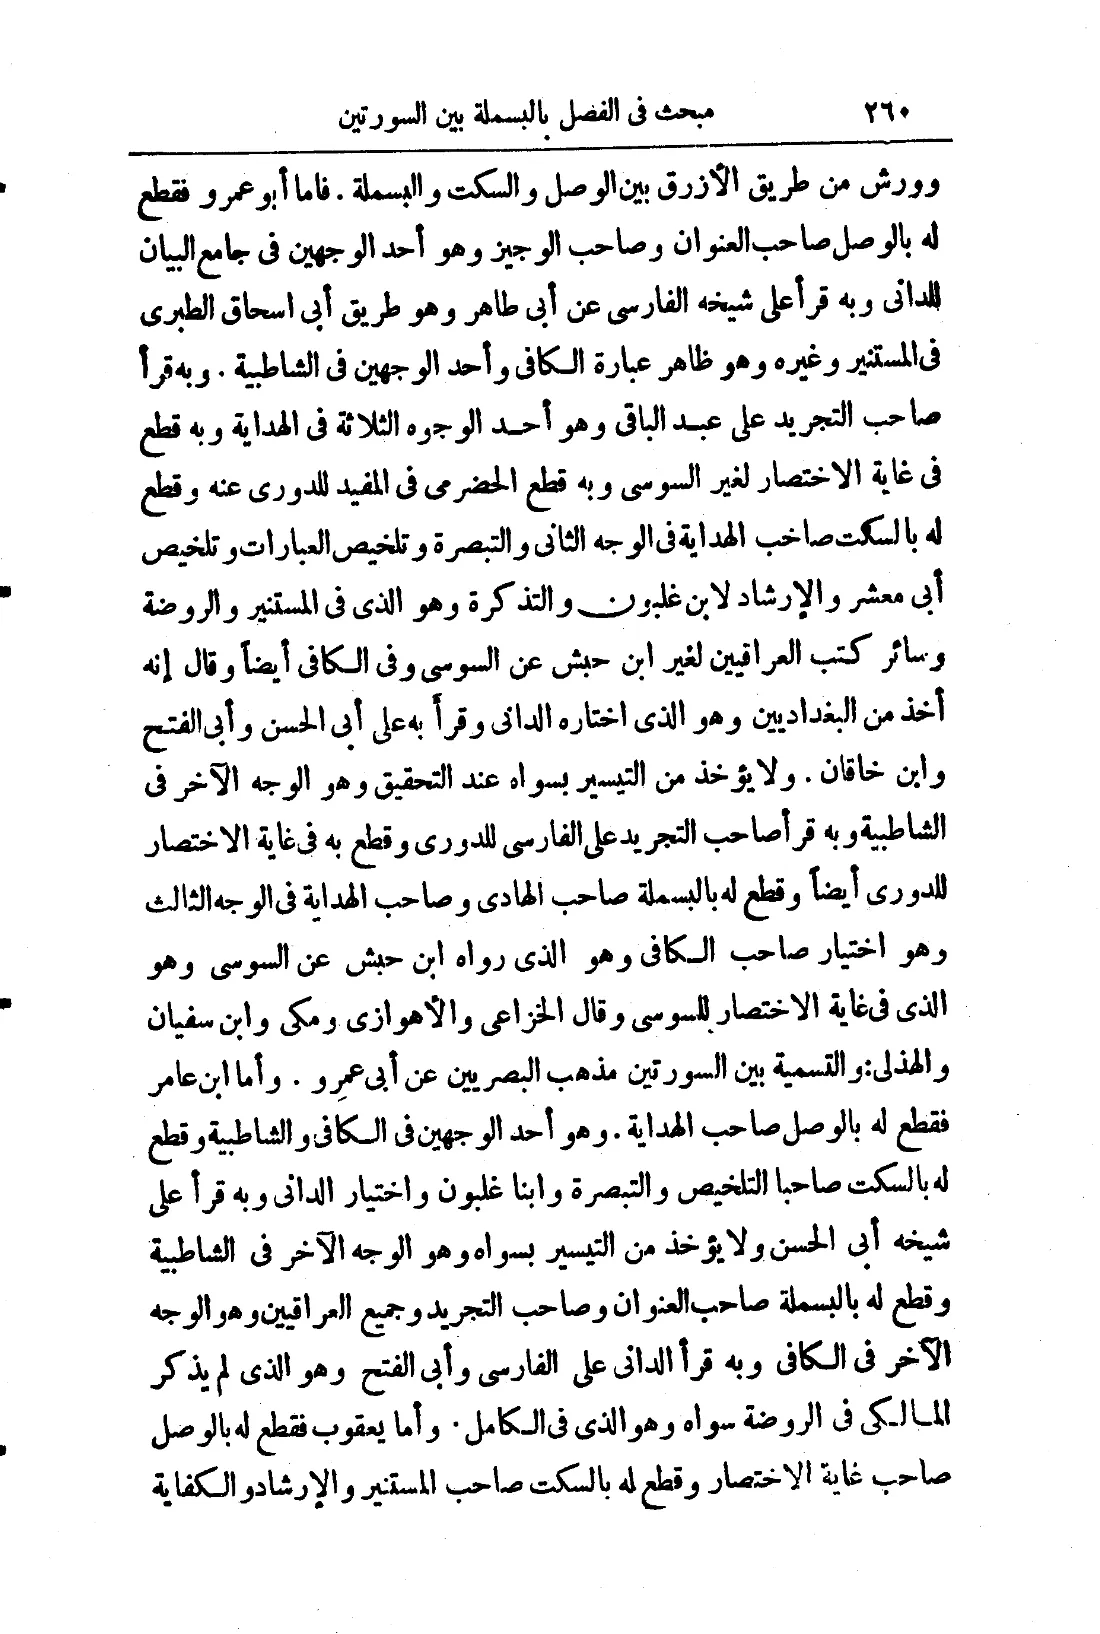 ٢٦٠ مبحث فى الفصل بالبسملة بين السورتين
وورش من طريق الأزرق بين الوصل والسكت والبسملة . فاما أبو عمرو فقطع
له بالوصل صاحب العنوان وصاحب الوجيز وهو أحد الوجهين فى جامع البيان
للدانى وبه قرأ على شيخه الفارسى عن أبى طاهر وهو طريق أبى اسحاق الطبرى
فى المستنير وغيره وهو ظاهر عبارة الكافى وأحد الوجهين فى الشاطبية . وبه قرأ
صاحب التجريد على عبد الباقى وهو أحد الوجوه الثلاثة فى الهداية وبه قطع
فى غاية الاختصار لغير السوسى وبه قطع الحضرمى فى المفيد للدورى عنه وقطع
له بالسكت صاحب الهداية فى الوجه الثانى والتبصرة وتلخيص العبارات وتلخيص
أبى معشر والإرشاد لابن غلبون والتذكرة وهو الذى فى المستنير والروضة
وسائر كتب العراقيين لغير ابن حبش عن السوسى وفى الكافى أيضاً وقال إنه
أخذ من البغداديين وهو الذى اختاره الدانى وقرأ به على أبى الحسن وأبى الفتح
وابن خاقان . ولا يؤخذ من التيسير بسواه عند التحقيق وهو الوجه الآخر فى
الشاطبية وبه قرأ صاحب التجريد على الفارسى للدورى وقطع به فى غاية الاختصار
للدورى أيضاً وقطع له بالبسملة صاحب الهادى وصاحب الهداية فى الوجه الثالث
وهو اختيار صاحب الكافى وهو الذى رواه ابن حبش عن السوسى وهو
الذى فى غاية الاختصار للسوسى وقال الخزاعى والأهوازى ومكى وابن سفيان
والهذلى: والتسمية بين السورتين مذهب البصريين عن أبى عمرو . وأما ابن عامر
فقطع له بالوصل صاحب الهداية . وهو أحد الوجهين فى الكافى والشاطبية وقطع
له بالسكت صاحبا التلخيص والتبصرة وابنا غلبون واختيار الدانى وبه قرأ على
شيخه أبى الحسن ولا يؤخذ من التيسير بسواه وهو الوجه الآخر فى الشاطبية
وقطع له بالبسملة صاحب العنوان وصاحب التجريد وجميع العراقيين وهو الوجه
الآخر فى الكافى وبه قرأ الدانى على الفارسى وأبى الفتح وهو الذى لم يذكر
المالكى فى الروضة سواه وهو الذى فى الكامل . وأما يعقوب فقطع له بالوصل
صاحب غاية الاختصار وقطع له بالسكت صاحب المستنير والإرشاد والكفاية